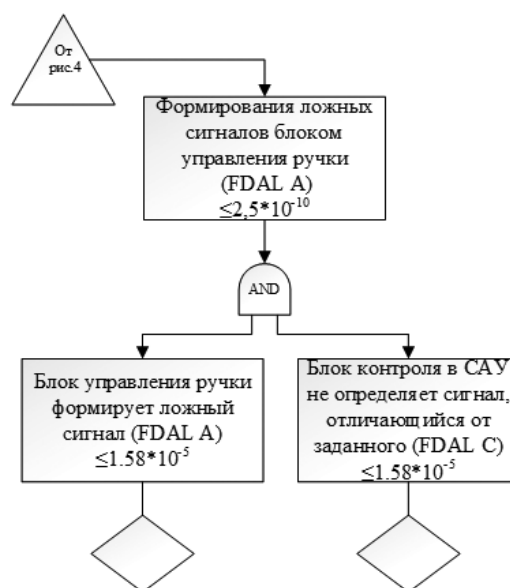 От
рис.4
Формирования ложных
сигналов блоком
управления ручки
(FDAL A)
≤2,5*10⁻¹⁰
AND
Блок управления ручки
формирует ложный
сигнал (FDAL A)
≤1.58*10⁻⁵
Блок контроля в САУ
не определяет сигнал,
отличающийся от
заданного (FDAL C)
≤1.58*10⁻⁵